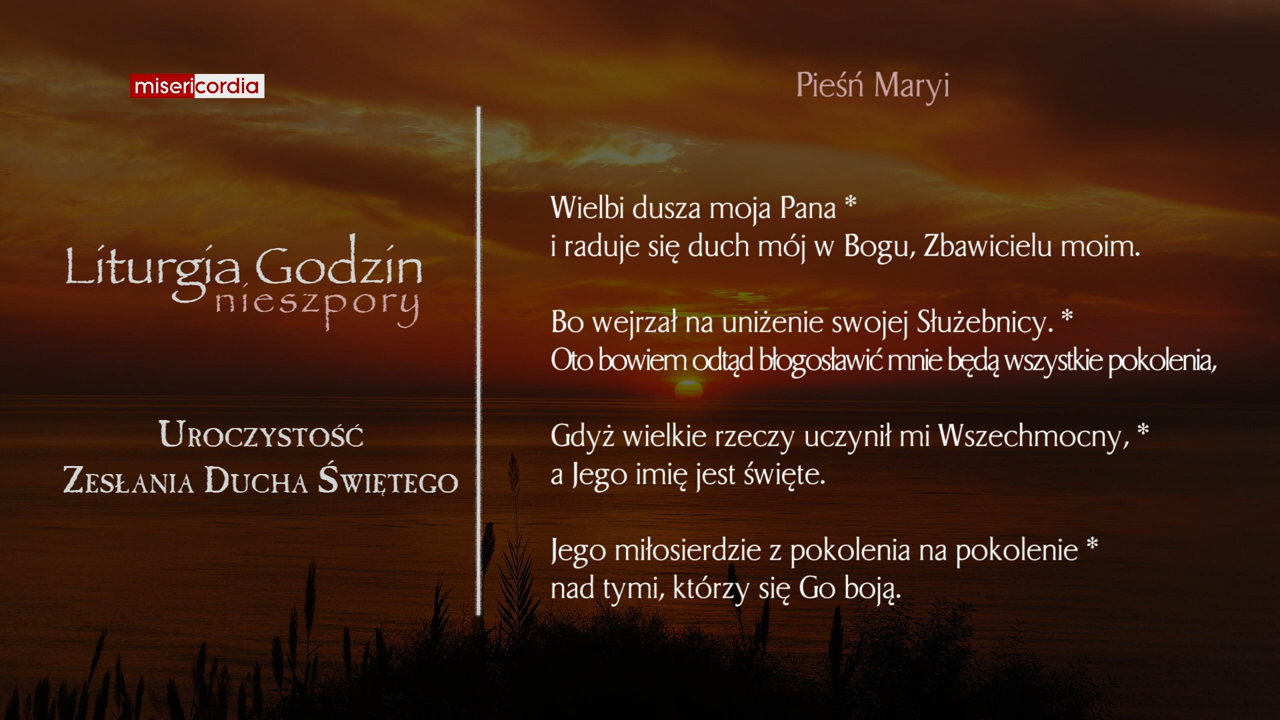 misericordia
Liturgia Godzin
nieszpory
Uroczystość
Zesłania Ducha Świętego
Pieśń Maryi
Wielbi dusza moja Pana *
i raduje się duch mój w Bogu, Zbawicielu moim.
Bo wejrzał na uniżenie swojej Służebnicy. *
Oto bowiem odtąd błogosławić mnie będą wszystkie pokolenia,
Gdyż wielkie rzeczy uczynił mi Wszechmocny, *
a Jego imię jest święte.
Jego miłosierdzie z pokolenia na pokolenie *
nad tymi, którzy się Go boją.